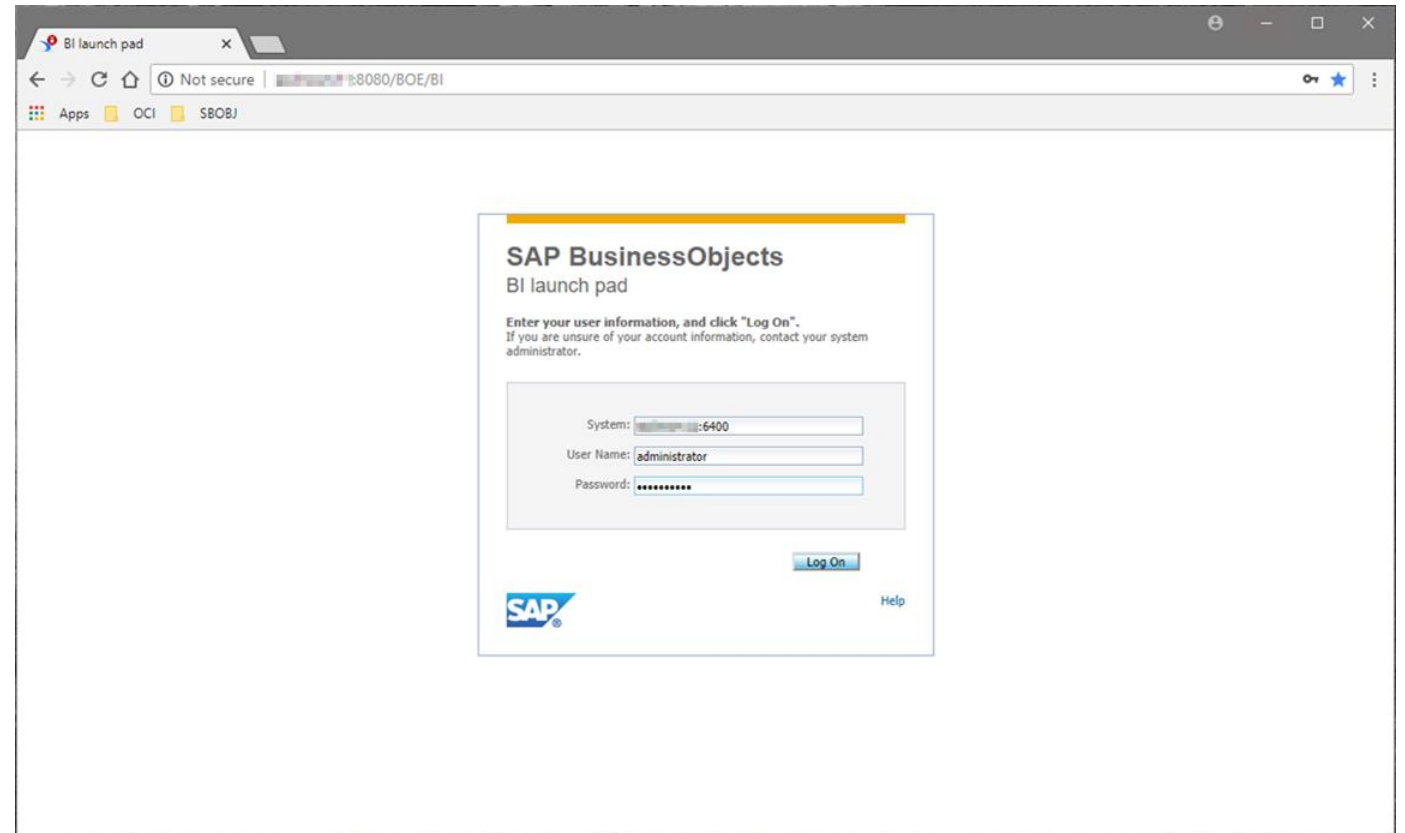 BI launch pad
Not secure | :8080/BOE/BI
Apps OCI SBOBJ
SAP BusinessObjects
BI launch pad
Enter your user information, and click "Log On".
If you are unsure of your account information, contact your system
administrator.
System: :6400
User Name: administrator
Password: ••••••••••
Log On
Help
SAP®